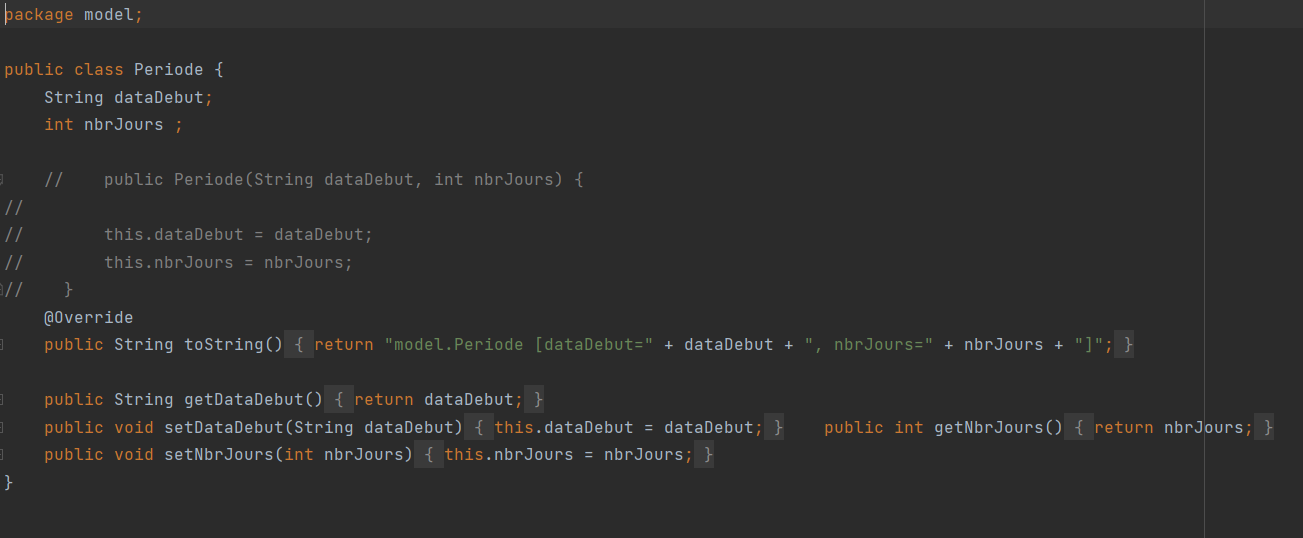 package model;
public class Periode {
    String dataDebut;
    int nbrJours ;
    //    public Periode(String dataDebut, int nbrJours) {
//
//        this.dataDebut = dataDebut;
//        this.nbrJours = nbrJours;
//    }
    @Override
    public String toString() { return "model.Periode [dataDebut=" + dataDebut + ", nbrJours=" + nbrJours + "]"; }
    public String getDataDebut() { return dataDebut; }
    public void setDataDebut(String dataDebut) { this.dataDebut = dataDebut; }    public int getNbrJours() { return nbrJours; }
    public void setNbrJours(int nbrJours) { this.nbrJours = nbrJours; }
}